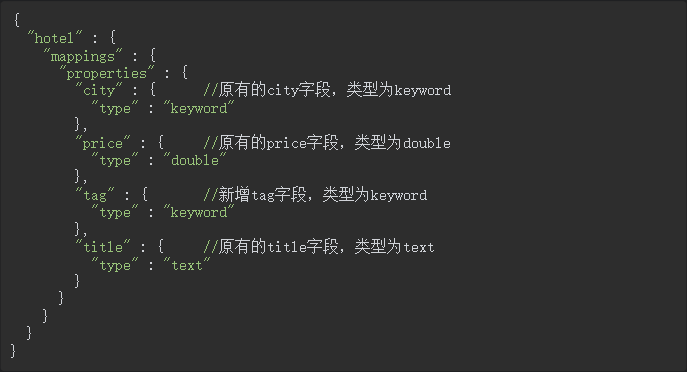 {
  "hotel" : {
    "mappings" : {
      "properties" : {
        "city" : {      //原有的city字段，类型为keyword
          "type" : "keyword"
        },
        "price" : {     //原有的price字段，类型为double
          "type" : "double"
        },
        "tag" : {       //新增tag字段，类型为keyword
          "type" : "keyword"
        },
        "title" : {     //原有的title字段，类型为text
          "type" : "text"
        }
      }
    }
  }
}